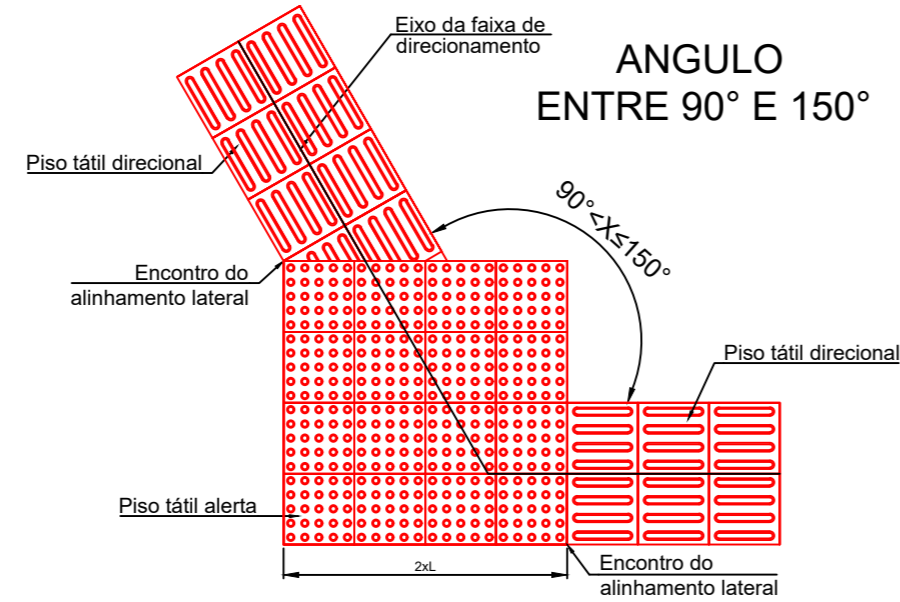 Eixo da faixa de
direcionamento
ANGULO
ENTRE 90° E 150°
Piso tátil direcional
90°<X≤150°
Encontro do
alinhamento lateral
Piso tátil direcional
Piso tátil alerta
2xL
Encontro do
alinhamento lateral